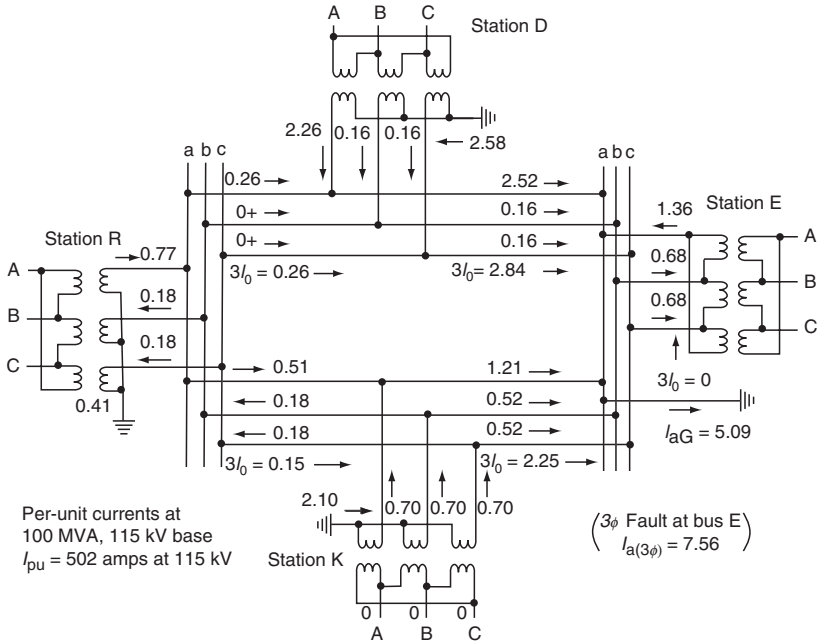 A B C
Station D
2.26 0.16 0.16
2.58
a b c
a b c
0.26
2.52
Station E
0+
0.16
1.36
Station R
0.77
0+
0.16
A
0.68
A
3I₀ = 0.26
3I₀= 2.84
0.18
0.68
B
B
0.18
C
C
0.51
1.21
3I₀ = 0
0.41
0.18
0.52
0.18
0.52
IaG = 5.09
3I₀ = 0.15
3I₀ = 2.25
2.10
0.70 0.70 0.70
Per-unit currents at
100 MVA, 115 kV base
Ipu = 502 amps at 115 kV
(3ϕ Fault at bus E
Ia(3ϕ) = 7.56)
Station K
0 0 0
A B C